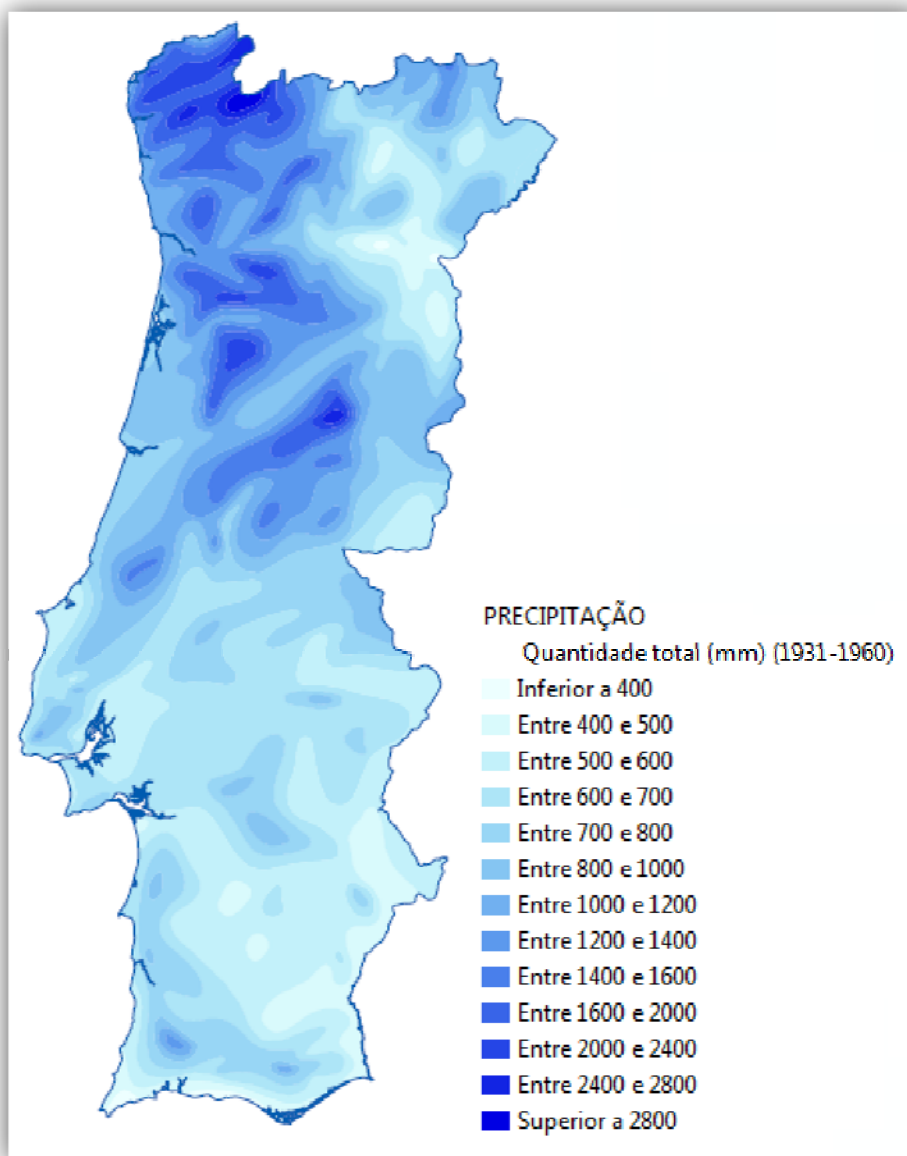 PRECIPITAÇÃO
Quantidade total (mm) (1931-1960)
Inferior a 400
Entre 400 e 500
Entre 500 e 600
Entre 600 e 700
Entre 700 e 800
Entre 800 e 1000
Entre 1000 e 1200
Entre 1200 e 1400
Entre 1400 e 1600
Entre 1600 e 2000
Entre 2000 e 2400
Entre 2400 e 2800
Superior a 2800